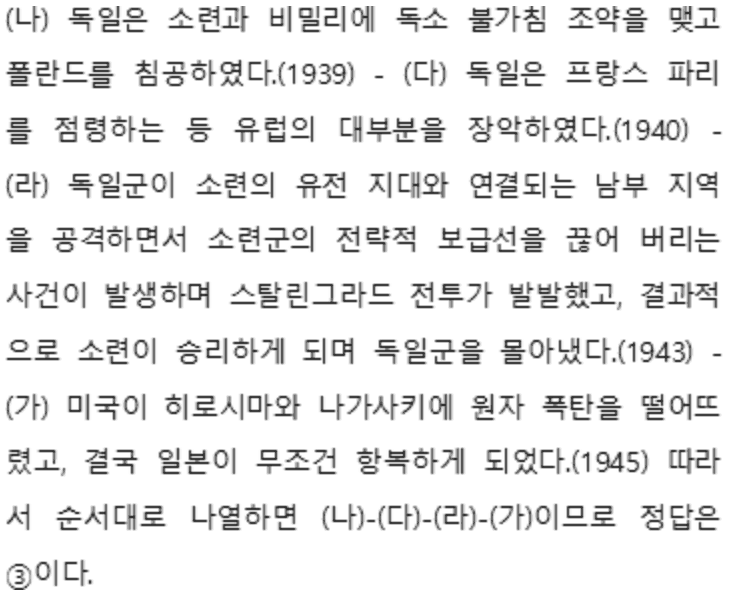 (나) 독일은 소련과 비밀리에 독소 불가침 조약을 맺고
폴란드를 침공하였다.(1939) - (다) 독일은 프랑스 파리
를 점령하는 등 유럽의 대부분을 장악하였다.(1940) -
(라) 독일군이 소련의 유전 지대와 연결되는 남부 지역
을 공격하면서 소련군의 전략적 보급선을 끊어 버리는
사건이 발생하며 스탈린그라드 전투가 발발했고, 결과적
으로 소련이 승리하게 되며 독일군을 몰아냈다.(1943) -
(가) 미국이 히로시마와 나가사키에 원자 폭탄을 떨어뜨
렸고, 결국 일본이 무조건 항복하게 되었다.(1945) 따라
서 순서대로 나열하면 (나)-(다)-(라)-(가)이므로 정답은
③이다.